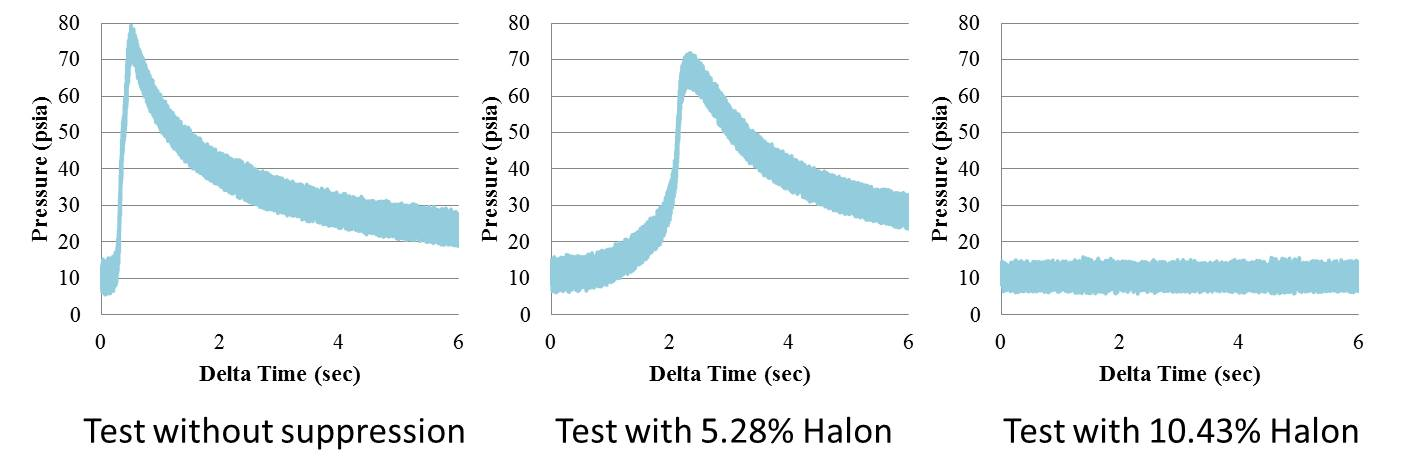 80
70
60
50
40
30
20
10
0
Pressure (psia)
0 2 4 6
Delta Time (sec)
Test without suppression
80
70
60
50
40
30
20
10
0
Pressure (psia)
0 2 4 6
Delta Time (sec)
Test with 5.28% Halon
80
70
60
50
40
30
20
10
0
Pressure (psia)
0 2 4 6
Delta Time (sec)
Test with 10.43% Halon